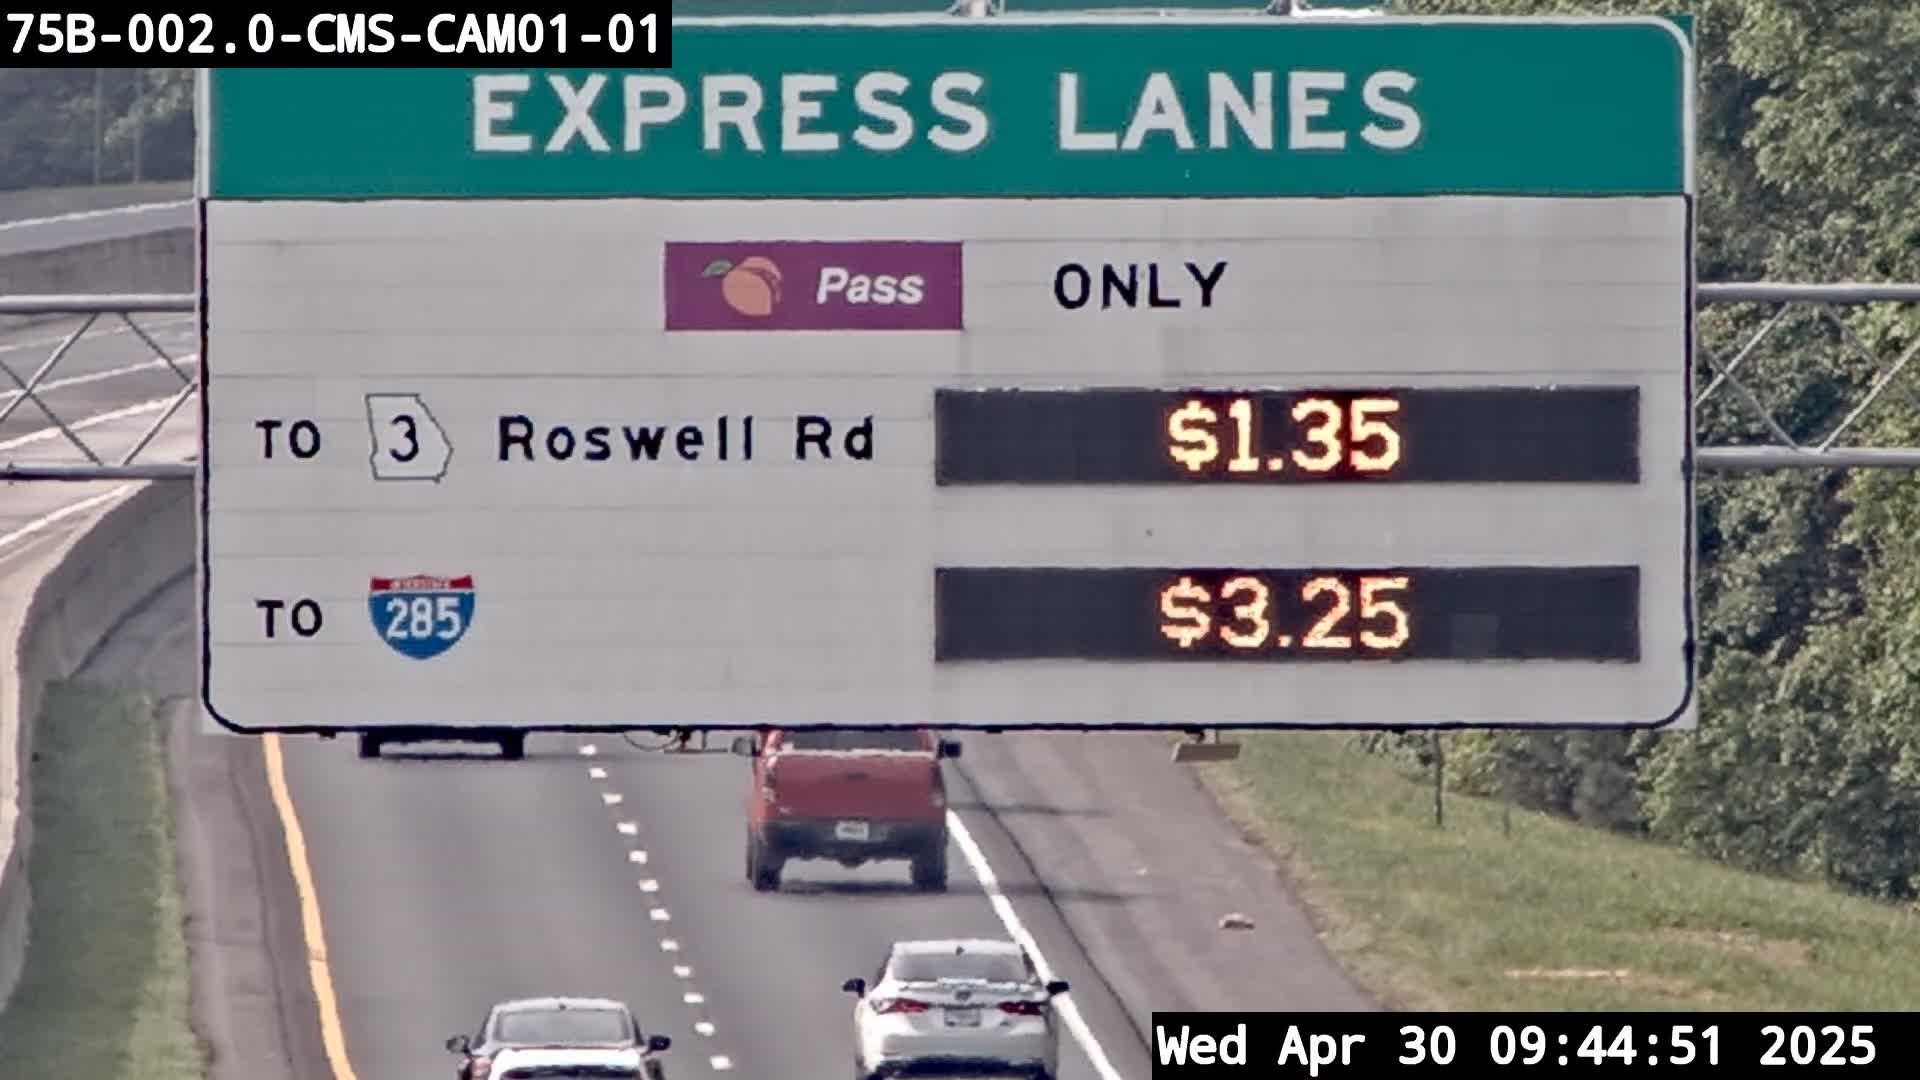 75B-002.0-CMS-CAM01-01
EXPRESS LANES
Pass ONLY
TO 3 Roswell Rd $1.35
TO 285 $3.25
Wed Apr 30 09:44:51 2025